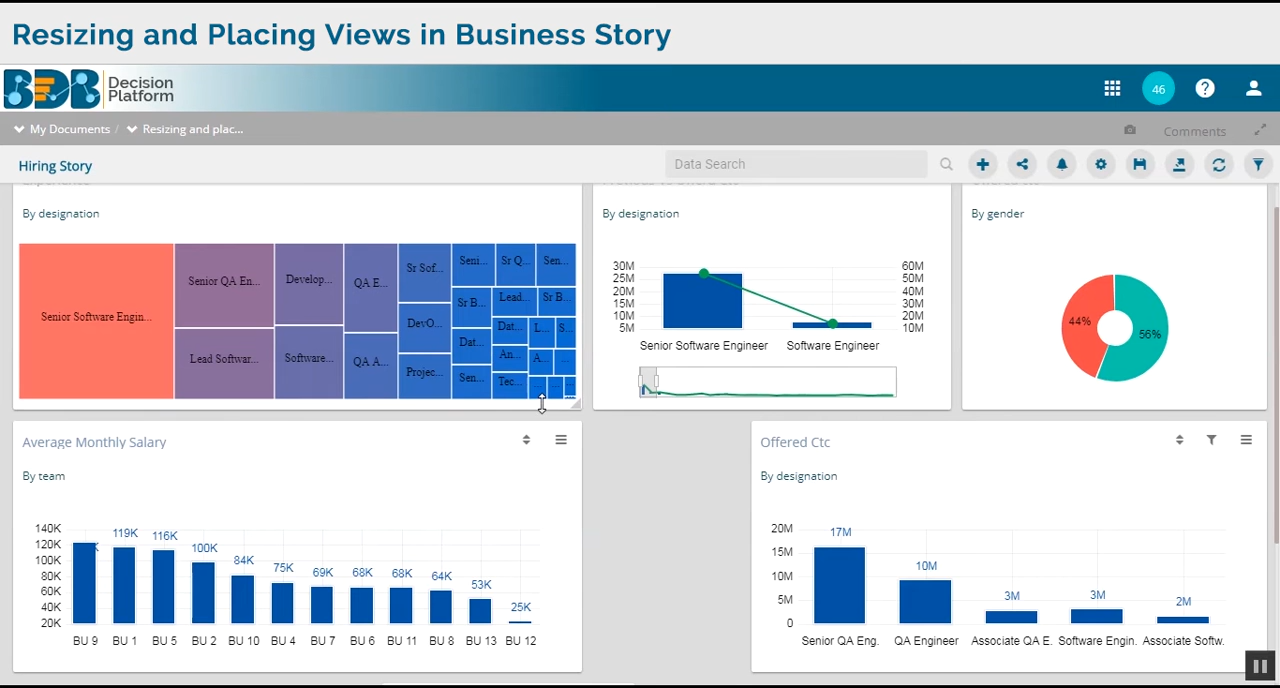 Resizing and Placing Views in Business Story
BDB Decision Platform
46
My Documents / Resizing and plac...
Comments
Hiring Story
Data Search
By designation
Senior Software Engin...
Senior QA En...
Lead Softwar...
Develop...
Software...
QA E...
QA A...
Sr Sof...
DevO...
Projec...
Seni...
Sr Q...
Sen...
Sr B...
Lead...
Sr B...
Dat...
Dat...
L...
S...
An...
A...
...
Sen...
Tec...
...
...
...
By designation
30M
25M
20M
15M
10M
5M
60M
50M
40M
30M
20M
10M
Senior Software Engineer
Software Engineer
Offered Ctc
By gender
44%
56%
Average Monthly Salary
By team
140K
120K
100K
80K
60K
40K
20K
119K
116K
100K
84K
75K
69K
68K
68K
64K
53K
25K
BU 9 BU 1 BU 5 BU 2 BU 10 BU 4 BU 7 BU 6 BU 11 BU 8 BU 13 BU 12
Offered Ctc
By designation
20M
15M
10M
5M
0
17M
10M
3M
3M
2M
Senior QA Eng. QA Engineer Associate QA E. Software Engin. Associate Softw.